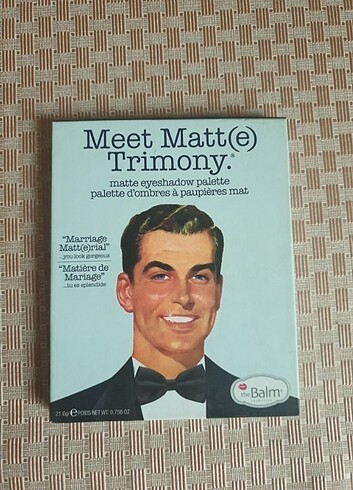 Meet Matt(e)
Trimony.®
matte eyeshadow palette
palette d'ombres à paupières mat
"Marriage
Matt(e)rial"
...you look gorgeous
"Matière de
Mariage"
...tu es splendide
theBalm®
21.6g ℮ POIDS NET WT. 0.756 OZ